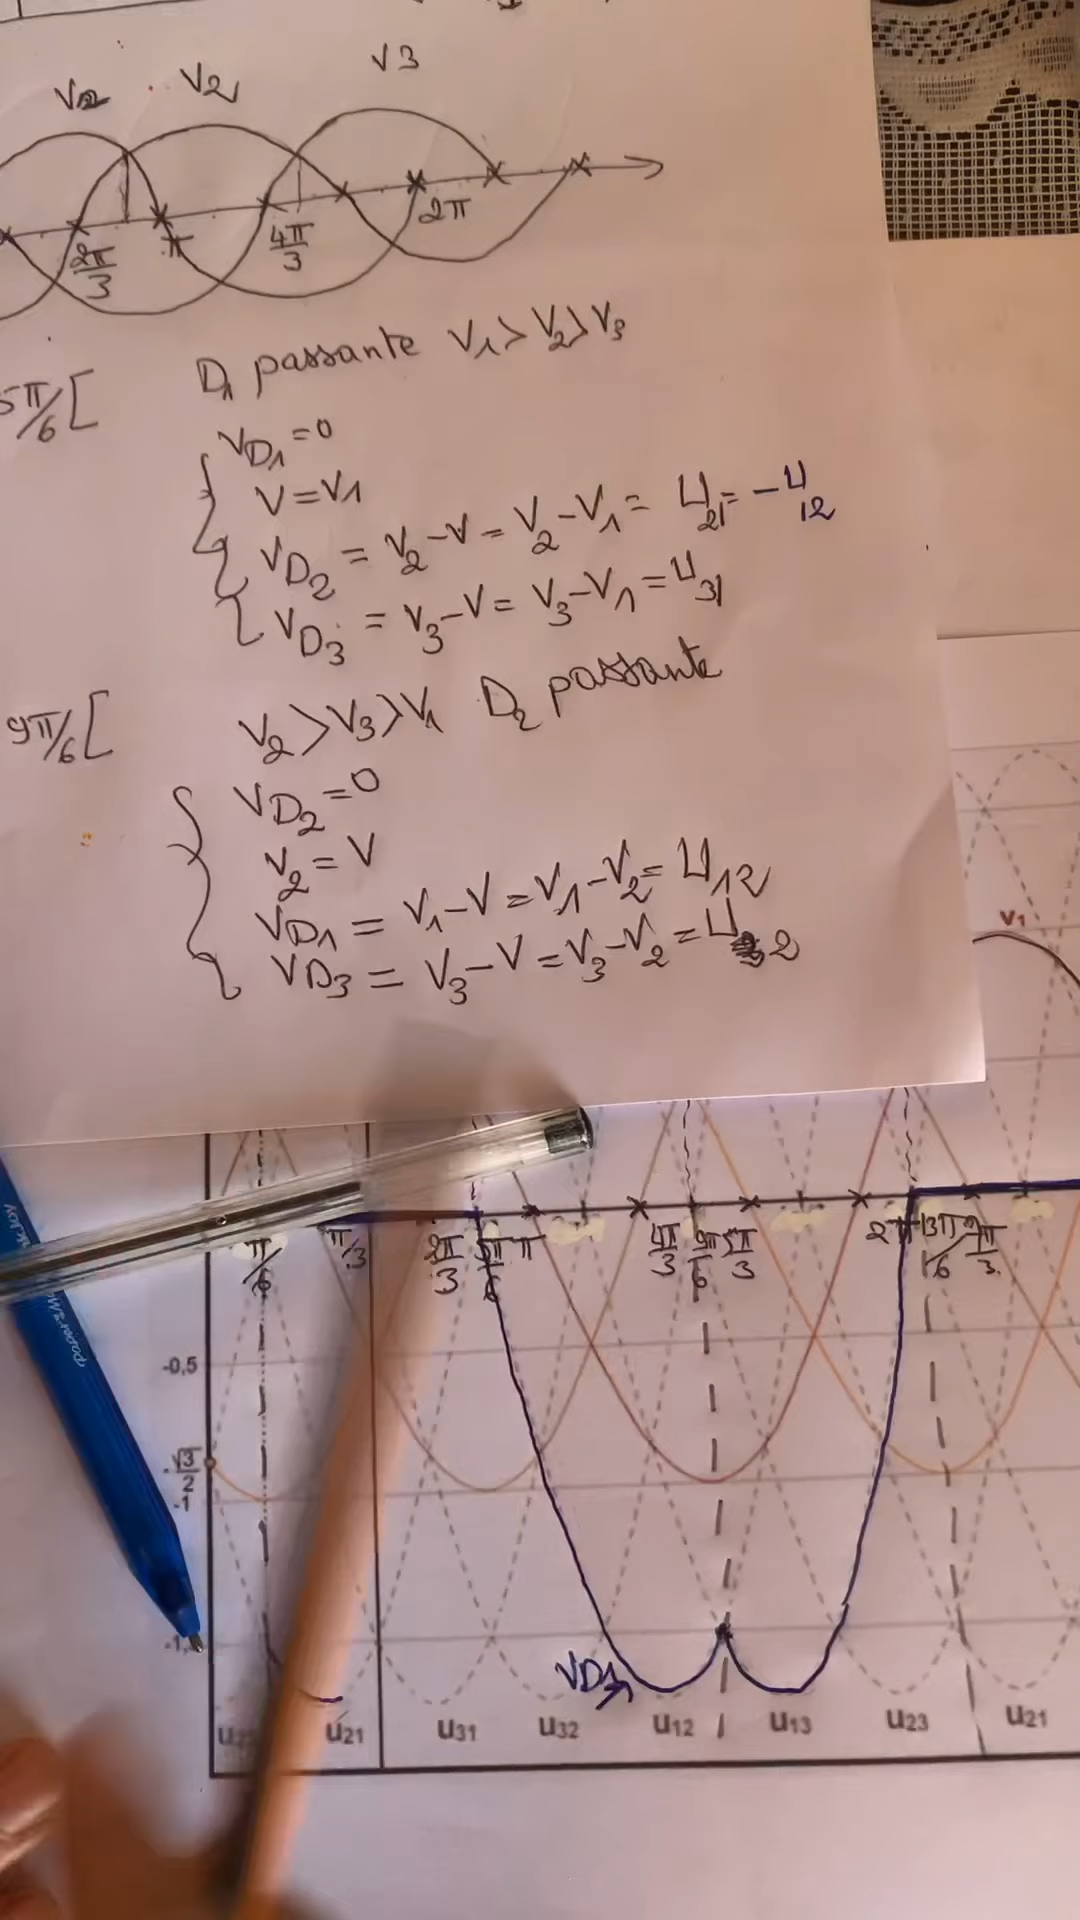 V2
V3
2π/3
π
4π/3
2π
5π/6[
D1 passante V1>V2>V3
VD1=0
V=V1
VD2 = V2-V = V2-V1 = U21 = -U12
VD3 = V3-V = V3-V1 = U31
9π/6[
V2>V3>V1 D2 passante
VD2=0
V2=V
VD1 = V1-V = V1-V2 = U12
VD3 = V3-V = V3-V2 = U32
v1
π/6
π/3
2π/3
5π/6
π
4π/3
9π/6
5π/3
2π
13π/6
7π/3
-0,5
-√3/2
-1
VD1
u21
u31
u32
u12
u13
u23
u21